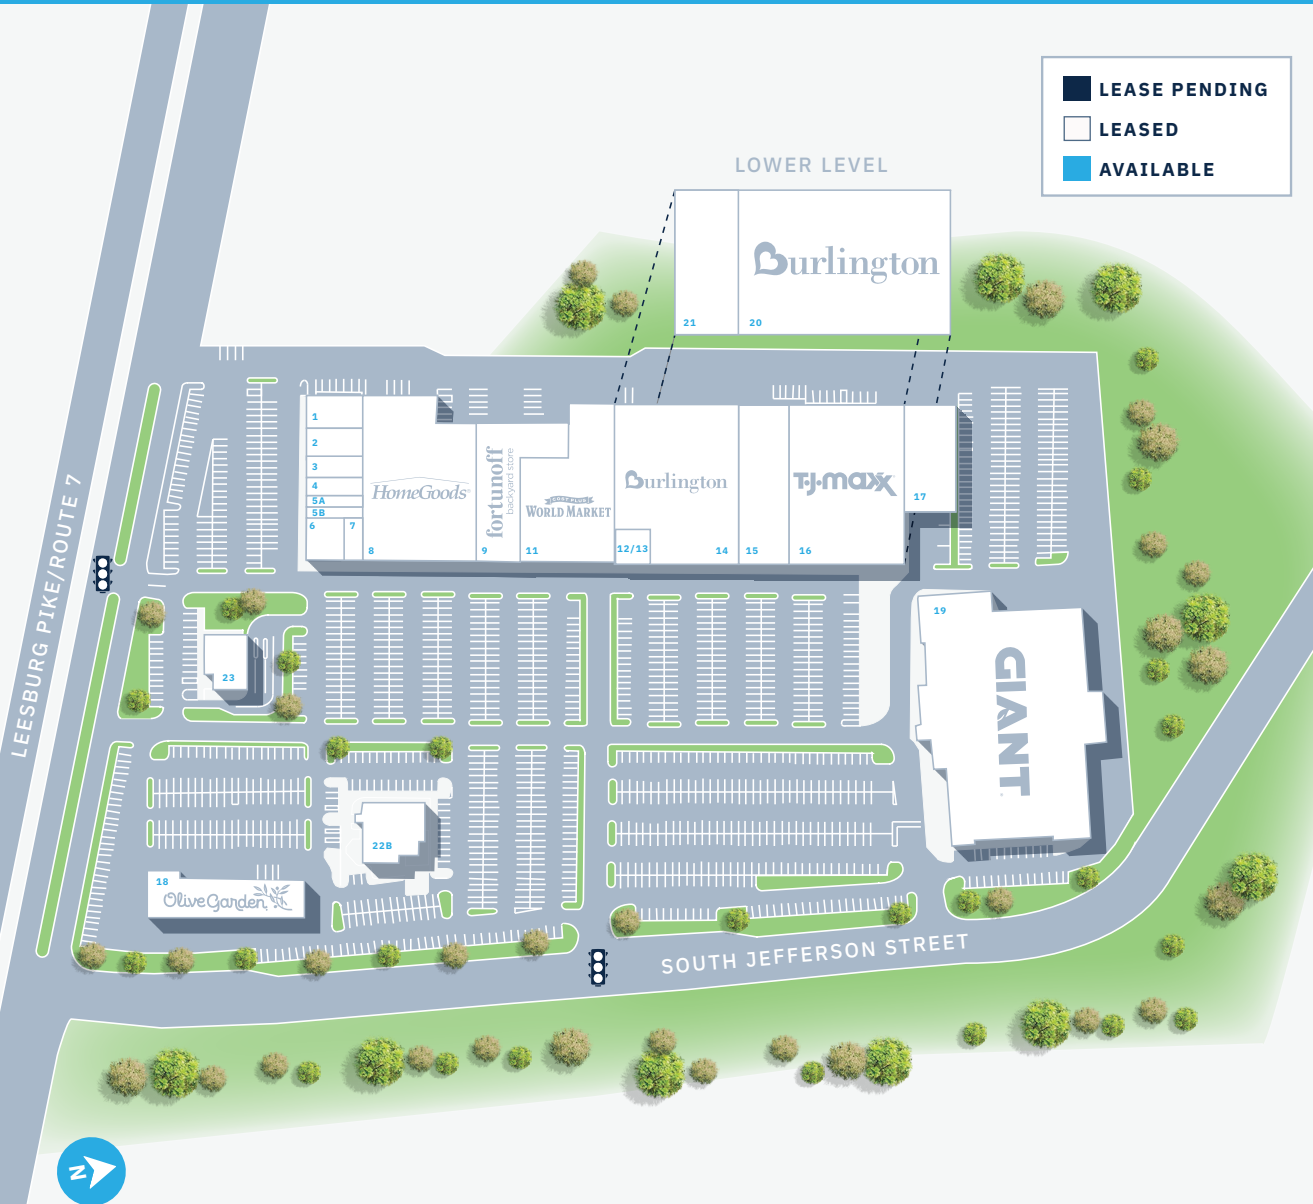 LEASE PENDING
LEASED
AVAILABLE
LOWER LEVEL
Burlington
21
20
1
2
3
4
5A
5B
6
7
HomeGoods
8
fortunoff
backyard store
9
COST PLUS
WORLD MARKET
11
Burlington
12/13
14
15
T·J·maxx
16
17
19
GIANT
23
22B
18
Olive Garden
LEESBURG PIKE/ROUTE 7
SOUTH JEFFERSON STREET
N